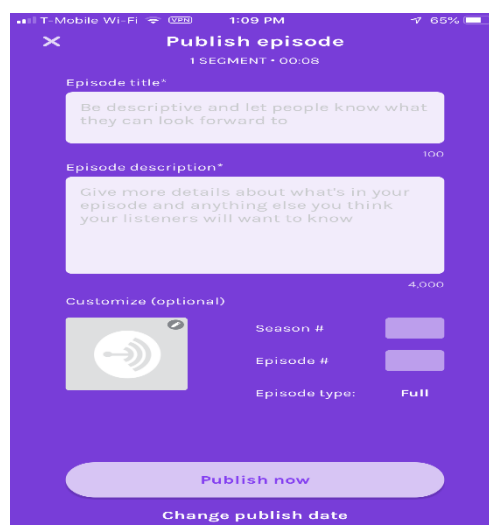 T-Mobile Wi-Fi VPN 1:09 PM 65%
Publish episode
1 SEGMENT • 00:08
Episode title*
Be descriptive and let people know what
they can look forward to
100
Episode description*
Give more details about what's in your
episode and anything else you think
your listeners will want to know
4,000
Customize (optional)
Season #
Episode #
Episode type: Full
Publish now
Change publish date